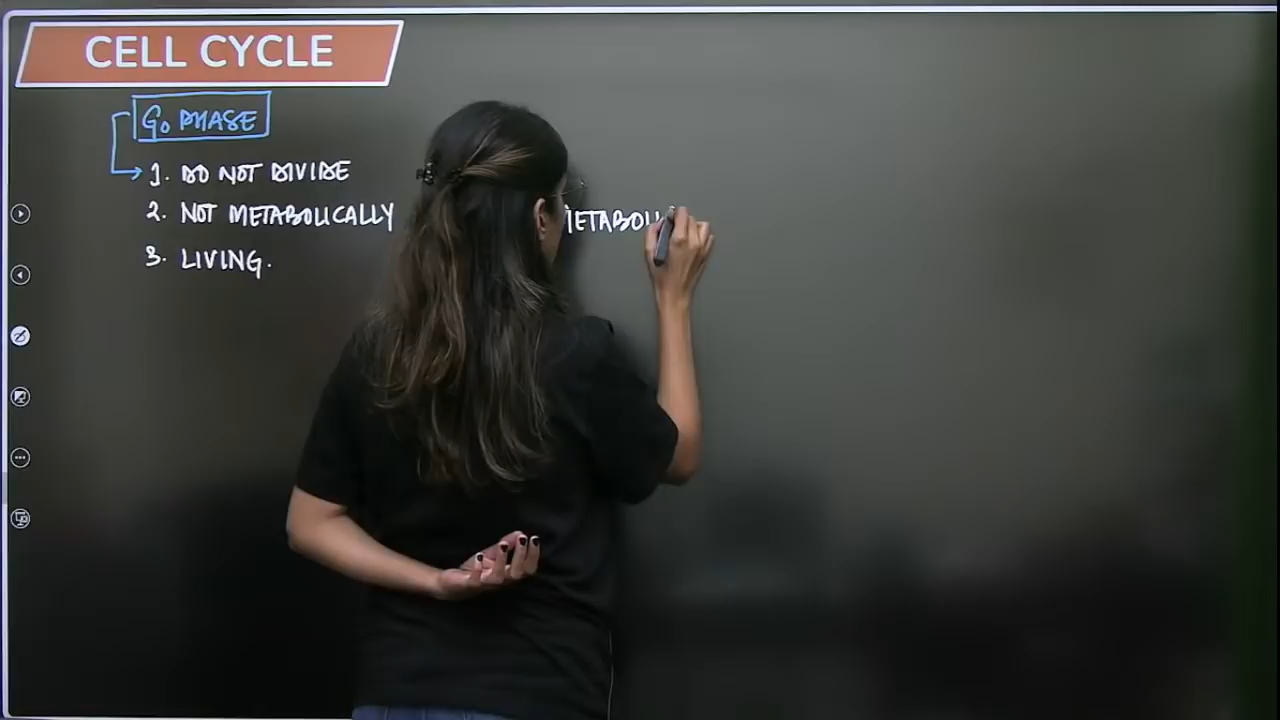 CELL CYCLE
G₀ PHASE
1. DO NOT DIVIDE
2. NOT METABOLICALLY
3. LIVING.